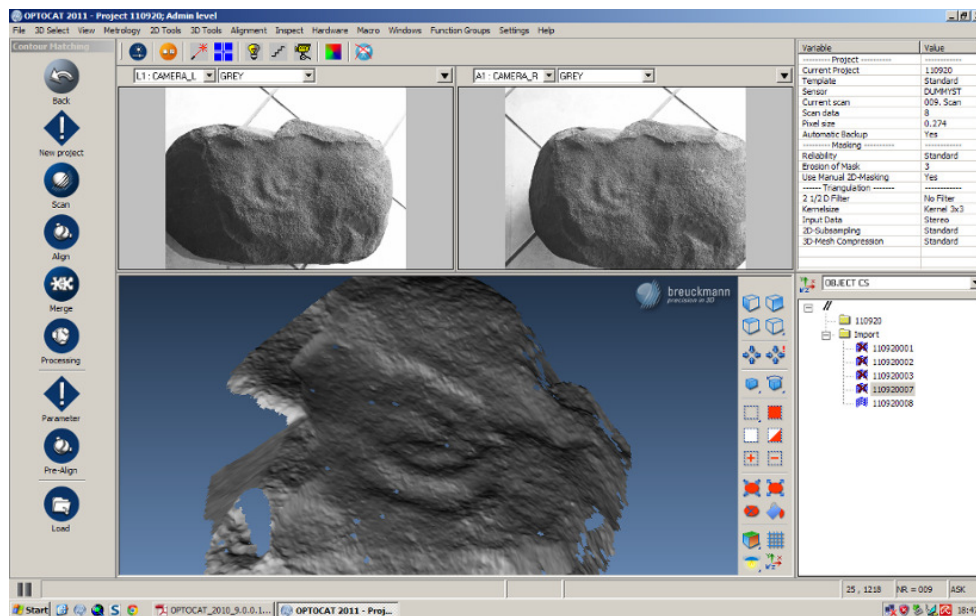 OPTOCAT 2011 - Project 110920; Admin level
File 3D Select View Metrology 2D Tools 3D Tools Alignment Inspect Hardware Macro Windows Function Groups Settings Help
Contour Matching
Back
New project
Scan
Align
Merge
Processing
Parameter
Pre-Align
Load
L1 : CAMERA_L GREY
A1 : CAMERA_R GREY
breuckmann
precision in 3D
Variable Value
---------- Project ----------
Current Project 110920
Template Standard
Sensor DUMMYST
Current scan 009. Scan
Scan data 8
Pixel size 0.274
Automatic Backup Yes
---------- Masking ----------
Reliability Standard
Erosion of Mask 3
Use Manual 2D-Masking Yes
------ Triangulation -------
2 1/2 D Filter No Filter
Kernelsize Kernel 3x3
Input Data Stereo
2D-Subsampling Standard
3D-Mesh Compression Standard
OBJECT CS
//
110920
Import
110920001
110920002
110920003
110920007
110920008
25 , 1218 NR = 009 ASK
Start OPTOCAT_2010_9.0.0.1... OPTOCAT 2011 - Proj...